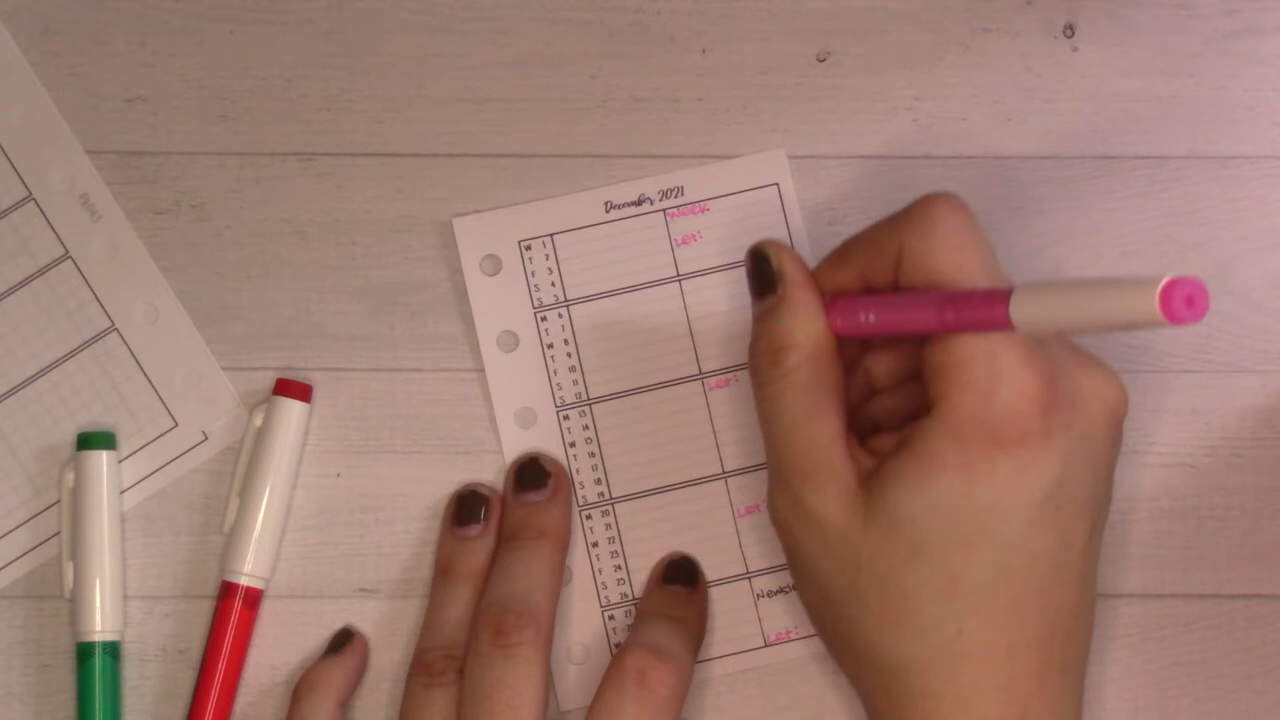 December 2021
Week
W 1
T 2
Let:
F 3
S 4
S 5
M 6
T 7
W 8
T 9
F 10
S 11
S 12
Let:
M 13
T 14
W 15
T 16
F 17
S 18
S 19
Let:
M 20
T 21
W 22
T 23
F 24
S 25
S 26
M 27
T
Let: